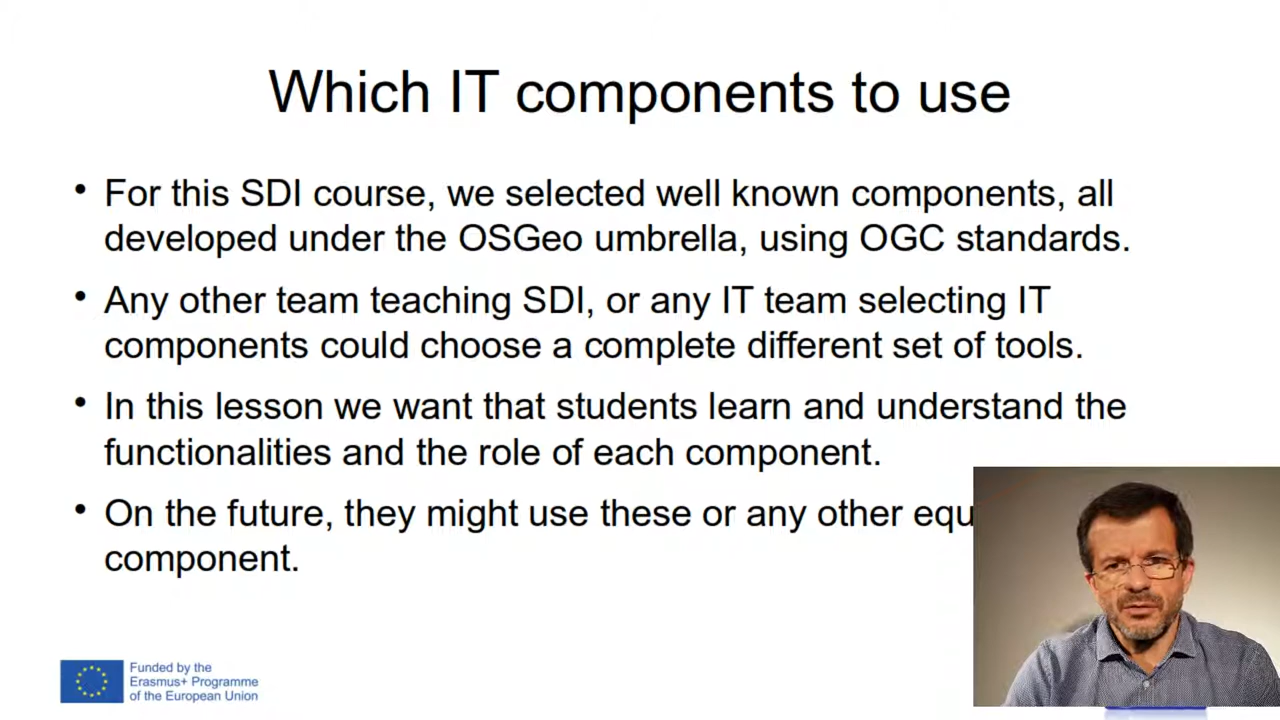 Which IT components to use
• For this SDI course, we selected well known components, all
developed under the OSGeo umbrella, using OGC standards.
• Any other team teaching SDI, or any IT team selecting IT
components could choose a complete different set of tools.
• In this lesson we want that students learn and understand the
functionalities and the role of each component.
• On the future, they might use these or any other
component.
Funded by the
Erasmus+ Programme
of the European Union